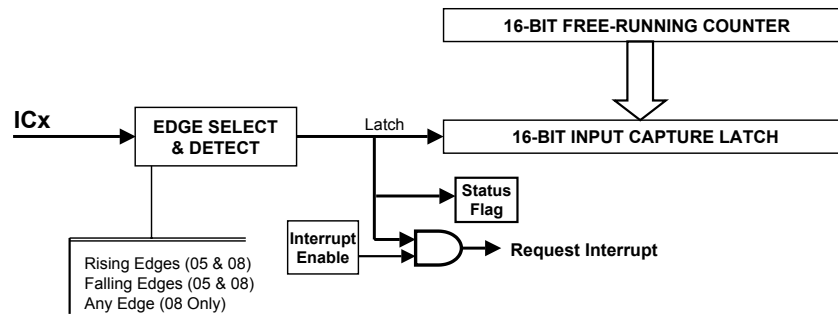 16-BIT FREE-RUNNING COUNTER
ICx
EDGE SELECT
& DETECT
Latch
16-BIT INPUT CAPTURE LATCH
Status
Flag
Interrupt
Enable
Request Interrupt
Rising Edges (05 & 08)
Falling Edges (05 & 08)
Any Edge (08 Only)